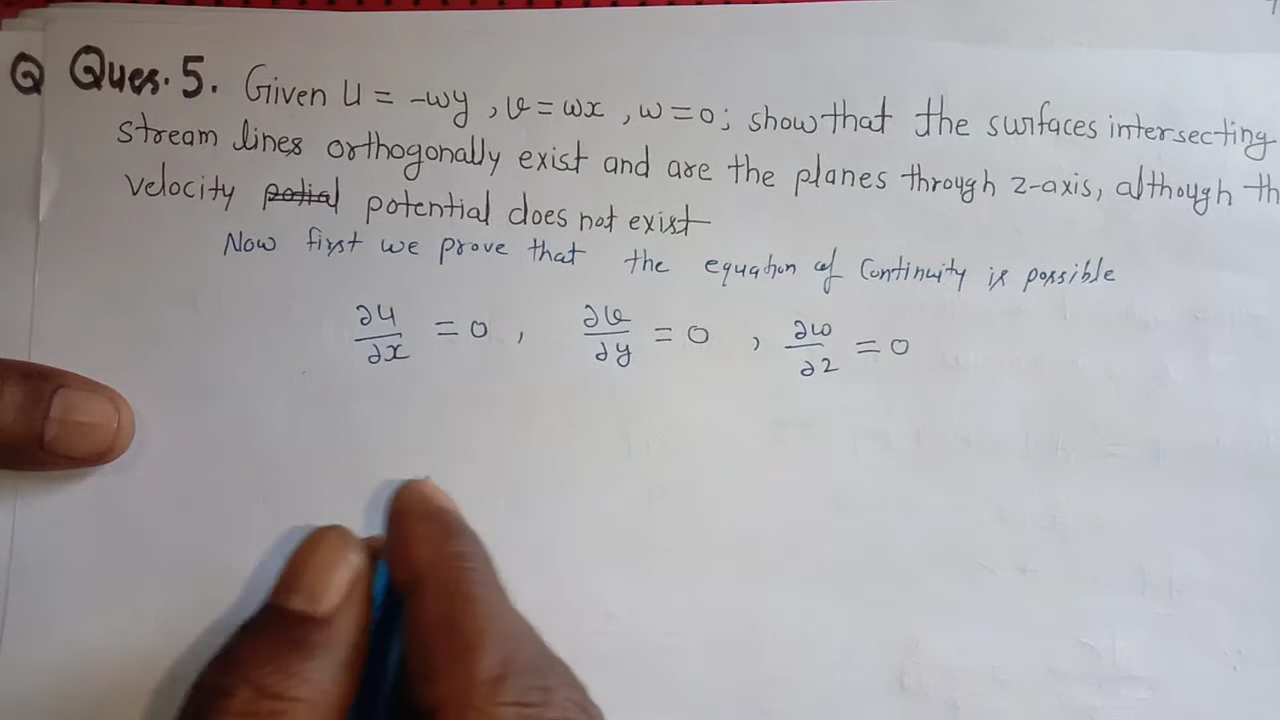 Q Ques. 5. Given U = -wy, v = wx, w = 0; show that the surfaces intersecting
stream lines orthogonally exist and are the planes through z-axis, although th
velocity potial potential does not exist
Now first we prove that the equation of Continuity is possible
∂u/∂x = 0, ∂v/∂y = 0, ∂w/∂z = 0